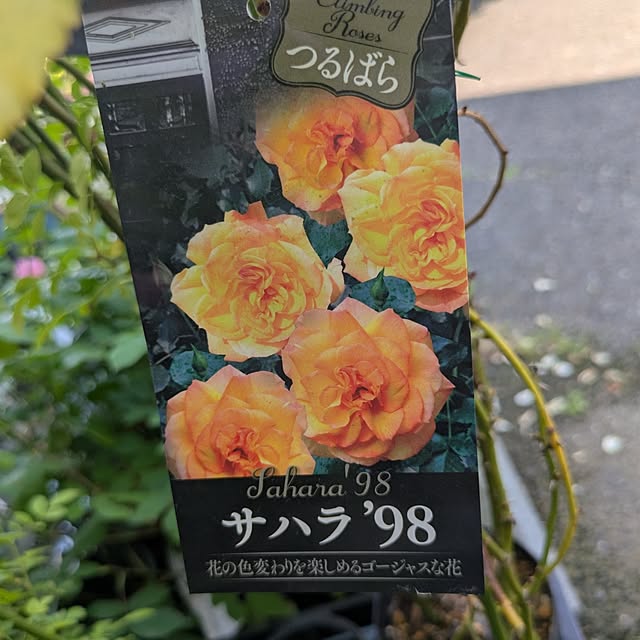 Climbing
Roses
つるばら
Sahara '98
サハラ '98
花の色変わりを楽しめるゴージャスな花